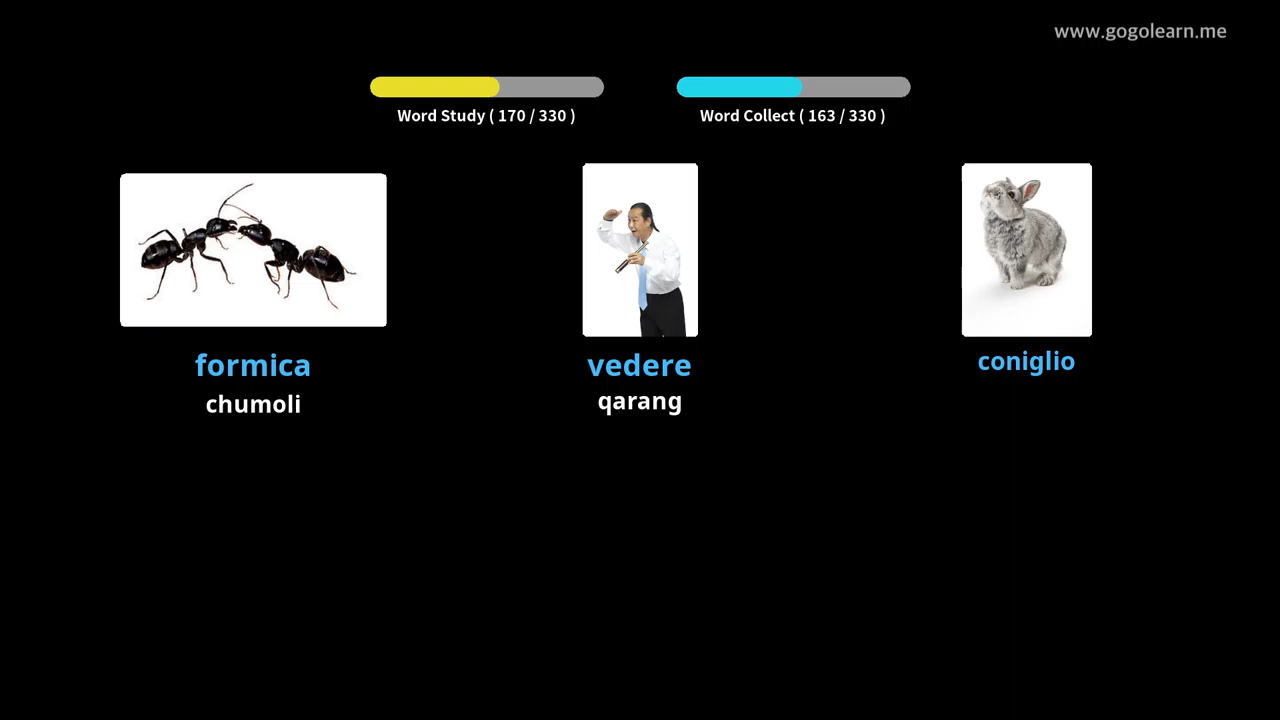 www.gogolearn.me
Word Study ( 170 / 330 )
Word Collect ( 163 / 330 )
formica
vedere
coniglio
chumoli
qarang